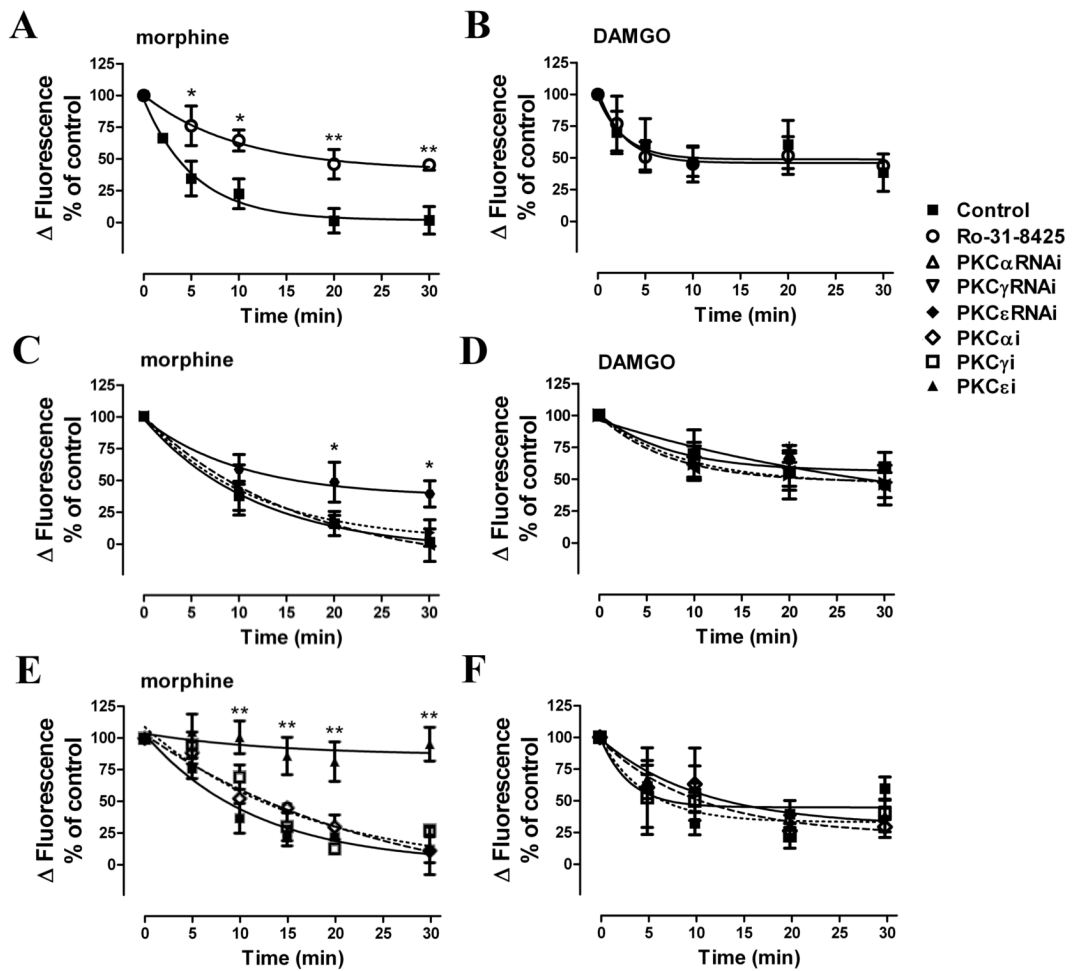 A
morphine
Δ Fluorescence
% of control
125
100
75
50
25
0
*
*
**
**
0 5 10 15 20 25 30
Time (min)
B
DAMGO
Δ Fluorescence
% of control
125
100
75
50
25
0
0 5 10 15 20 25 30
Time (min)
Control
Ro-31-8425
PKCαRNAi
PKCγRNAi
PKCεRNAi
PKCαi
PKCγi
PKCεi
C
morphine
Δ Fluorescence
% of control
125
100
75
50
25
0
*
*
0 5 10 15 20 25 30
Time (min)
D
DAMGO
Δ Fluorescence
% of control
125
100
75
50
25
0
0 5 10 15 20 25 30
Time (min)
E
morphine
Δ Fluorescence
% of control
125
100
75
50
25
0
** ** ** **
0 5 10 15 20 25 30
Time (min)
F
Δ Fluorescence
% of control
125
100
75
50
25
0
0 5 10 15 20 25 30
Time (min)